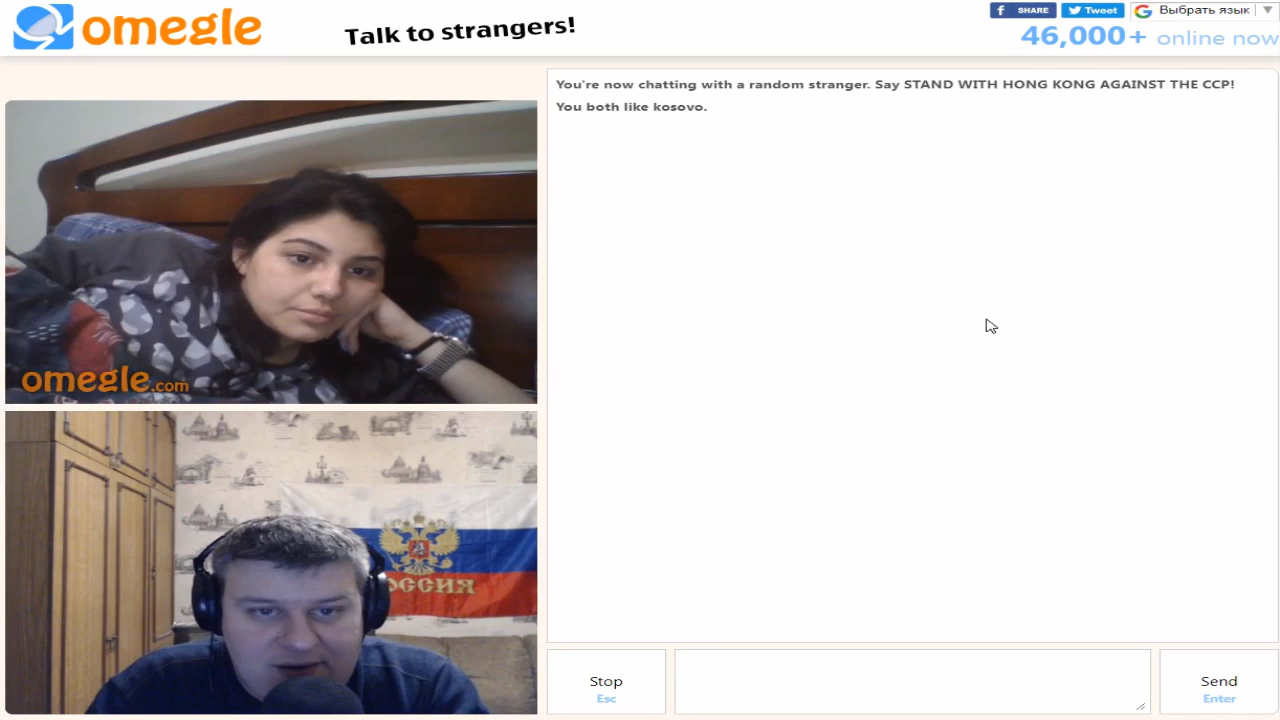 omegle
Talk to strangers!
f SHARE
Tweet
G Выбрать язык ▼
46,000+ online now
You're now chatting with a random stranger. Say STAND WITH HONG KONG AGAINST THE CCP!
You both like kosovo.
omegle.com
РОССИЯ
Stop
Esc
Send
Enter